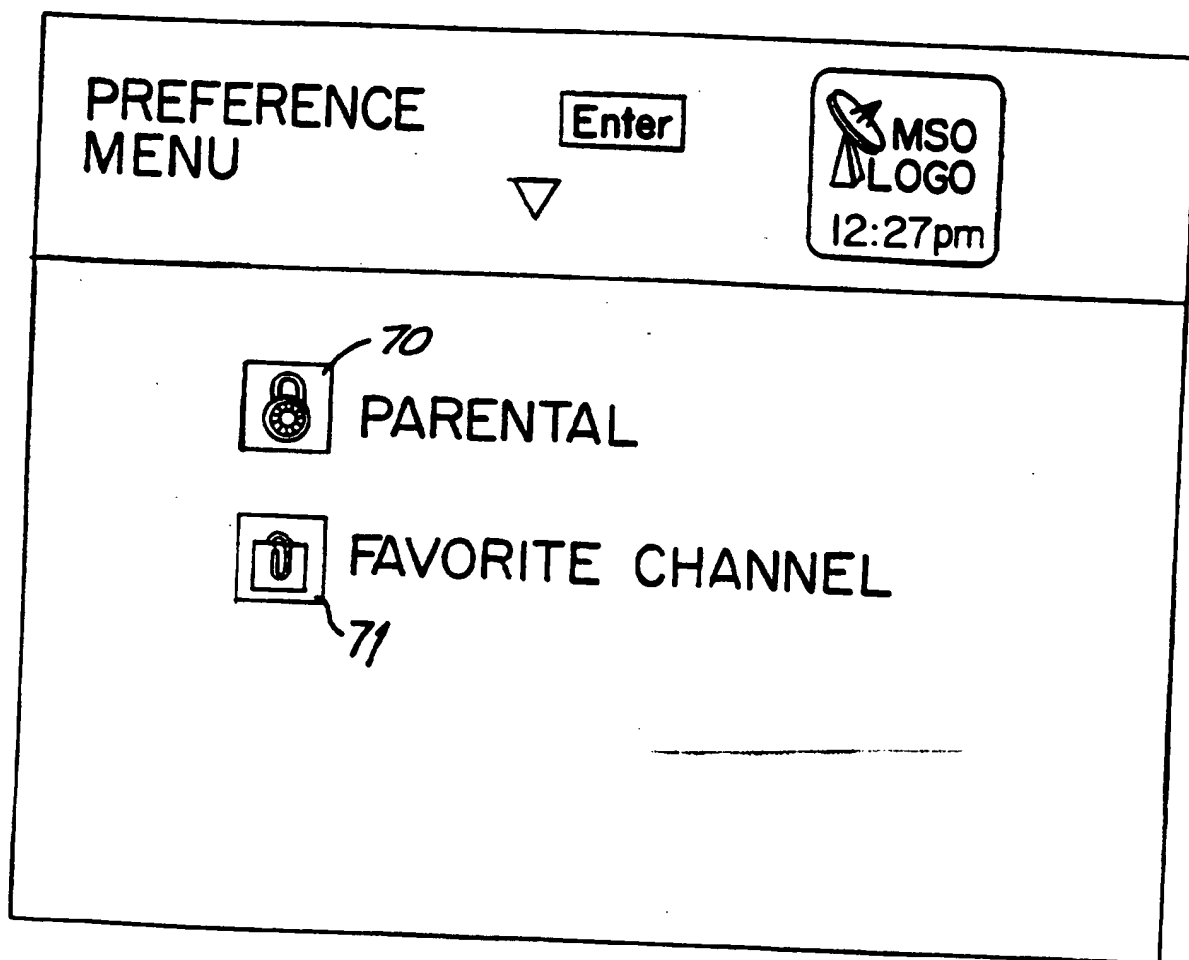 PREFERENCE
MENU
Enter
MSO
LOGO
12:27pm
70
PARENTAL
FAVORITE CHANNEL
71